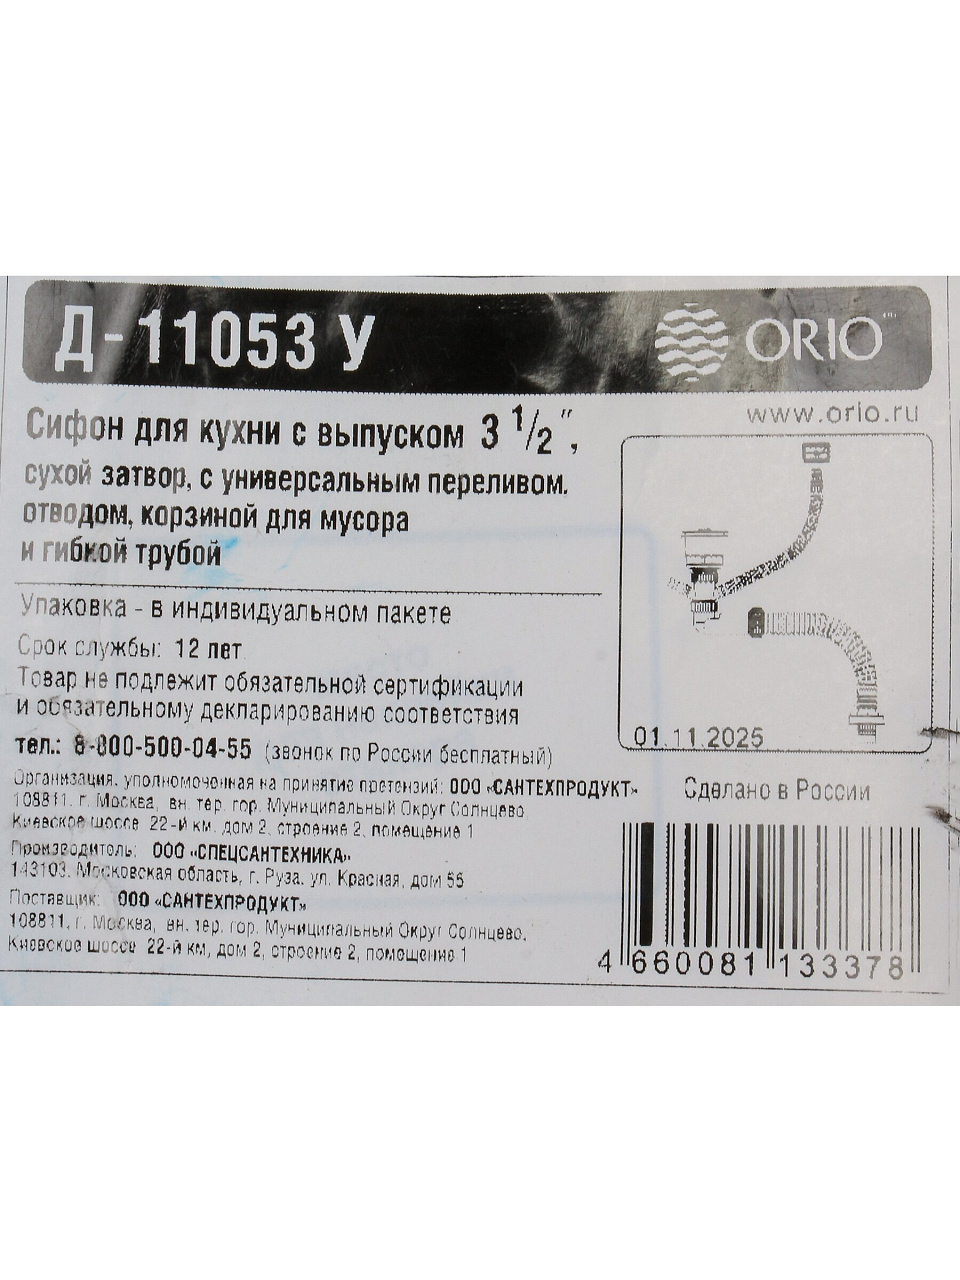 Д-11053 У
ORIO™
www.orio.ru
Сифон для кухни с выпуском 3 1/2",
сухой затвор, с универсальным переливом.
отводом, корзиной для мусора
и гибкой трубой
Упаковка - в индивидуальном пакете
Срок службы: 12 лет
Товар не подлежит обязательной сертификации
и обязательному декларированию соответствия
тел.: 8-800-500-04-55 (звонок по России бесплатный)
Организация, уполномоченная на принятие претензий: ООО «САНТЕХПРОДУКТ»
108811, г. Москва, вн. тер. гор. Муниципальный Округ Солнцево
Киевское шоссе 22-й км, дом 2, строение 2, помещение 1
Производитель: ООО «СПЕЦСАНТЕХНИКА».
143103, Московская область, г. Руза, ул. Красная, дом 55
Поставщик: ООО «САНТЕХПРОДУКТ»
108811, г. Москва, вн. тер. гор. Муниципальный Округ Солнцево.
Киевское шоссе 22-й км, дом 2, строение 2, помещение 1
01.11.2025
Сделано в России
4 660081 133378